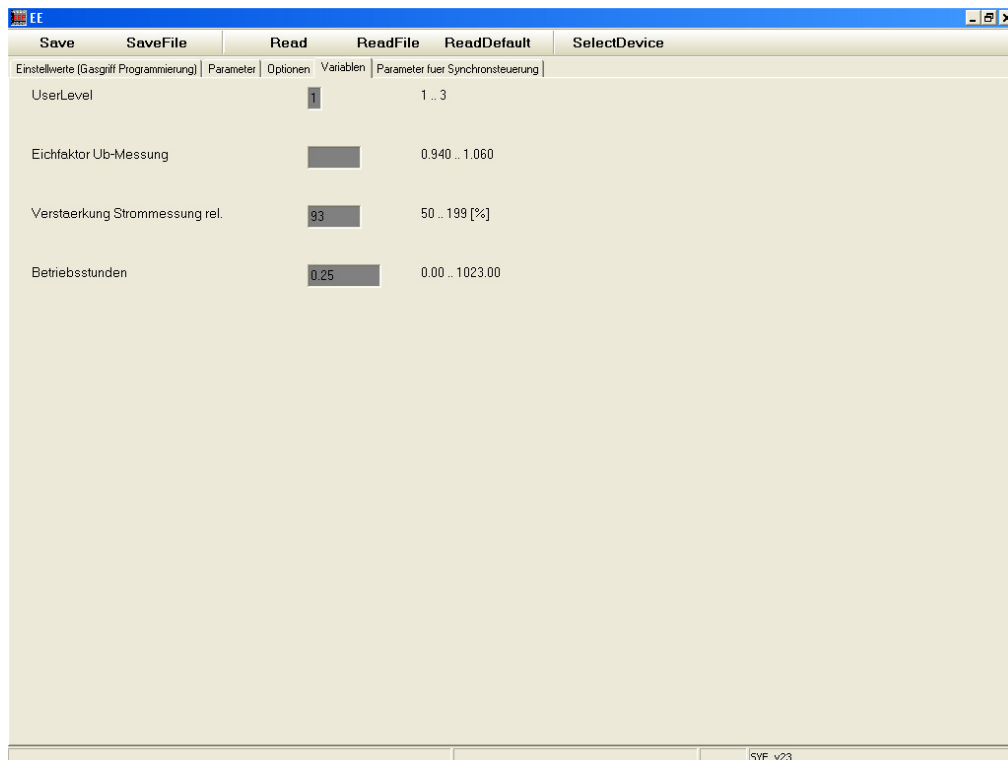 EE
Save SaveFile Read ReadFile ReadDefault SelectDevice
Einstellwerte (Gasgriff Programmierung) Parameter Optionen Variablen Parameter fuer Synchronsteuerung
UserLevel 1 1 .. 3
Eichfaktor Ub-Messung 0.940 .. 1.060
Verstaerkung Strommessung rel. 93 50 .. 199 [%]
Betriebsstunden 0.25 0.00 .. 1023.00